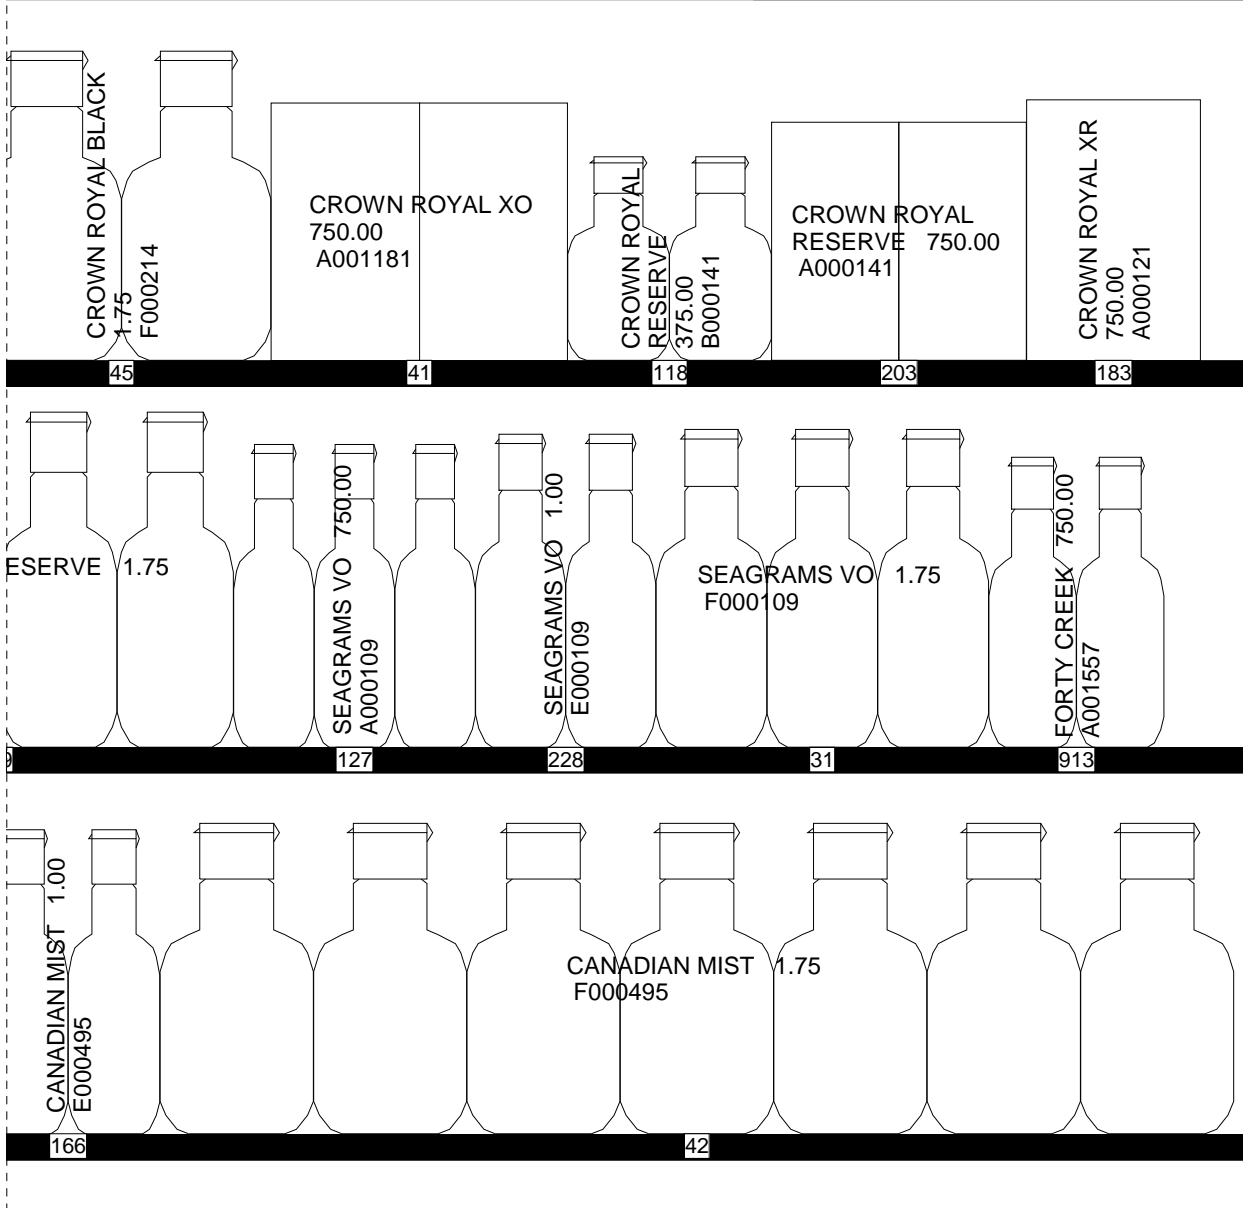 CROWN ROYAL BLACK
1.75
F000214
CROWN ROYAL XO
750.00
A001181
CROWN ROYAL
RESERVE
375.00
B000141
CROWN ROYAL
RESERVE 750.00
A000141
CROWN ROYAL XR
750.00
A000121
45
41
118
203
183
ESERVE 1.75
SEAGRAMS VO 750.00
A000109
SEAGRAMS VO 1.00
E000109
SEAGRAMS VO 1.75
F000109
FORTY CREEK 750.00
A001557
127
228
31
913
CANADIAN MIST 1.00
E000495
CANADIAN MIST 1.75
F000495
166
42